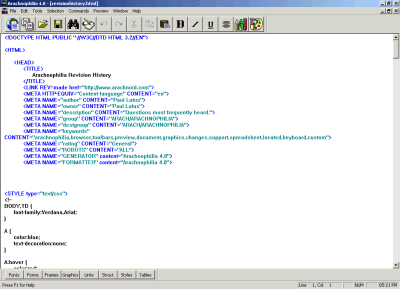 Arachnophilia 4.0 - [revisionhistory.html]
File Edit Tools Selection Commands Preview Window Help
B I U S
<!DOCTYPE HTML PUBLIC "-//W3C//DTD HTML 3.2//EN">
<HTML>
<HEAD>
<TITLE>
Arachnophilia Revision History
</TITLE>
<LINK REV=made href="http://www.arachnoid.com">
<META HTTP-EQUIV="Content-language" CONTENT="en">
<META NAME="author" CONTENT="Paul Lutus">
<META NAME="owner" CONTENT="Paul Lutus">
<META NAME="description" CONTENT="Questions most frequently heard.">
<META NAME="group" CONTENT="ARACH/ARACHNOPHILIA">
<META NAME="destgroup" CONTENT="ARACH/ARACHNOPHILIA">
<META NAME="keywords"
CONTENT="arachnophilia,browser,toolbars,preview,document,graphics,changes,support,spreadsheet,located,keyboard,custom">
<META NAME="rating" CONTENT="General">
<META NAME="ROBOTS" CONTENT="ALL">
<META NAME="GENERATOR" content="Arachnophilia 4.0">
<META NAME="FORMATTER" content="Arachnophilia 4.0">
<STYLE type="text/css">
<!--
BODY,TD {
font-family:Verdana,Arial;
}
A {
color:blue;
text-decoration:none;
}
A:hover {
Fonts Forms Frames Graphics Links Struct Styles Tables
Press F1 for Help
Line 1, Col 1
NUM
05:21 PM